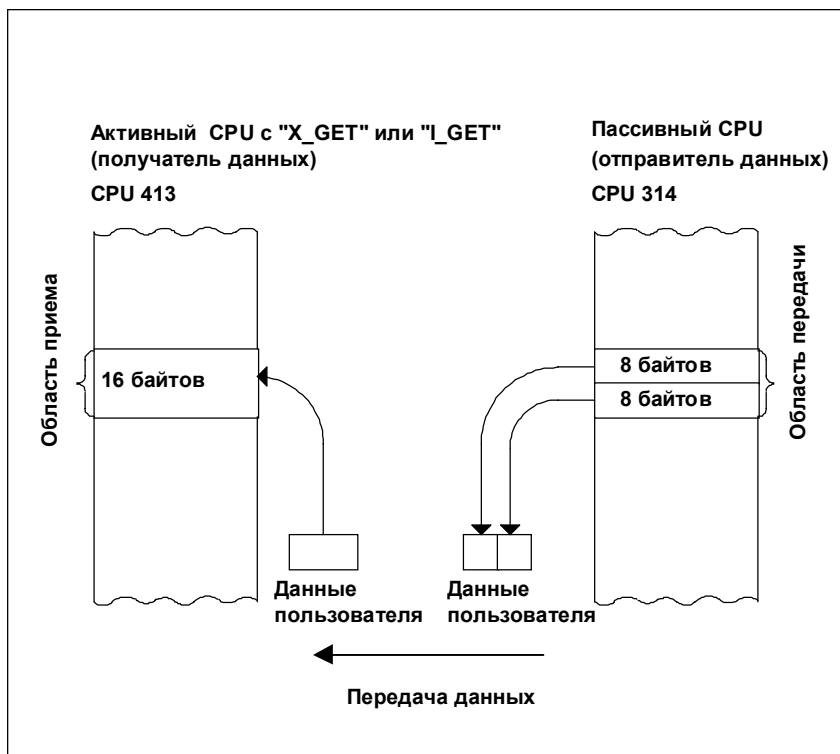 Активный CPU с "X_GET" или "I_GET"
(получатель данных)
CPU 413
Пассивный CPU
(отправитель данных)
CPU 314
Область приема
16 байтов
8 байтов
8 байтов
Область передачи
Данные
пользователя
Данные
пользователя
Передача данных